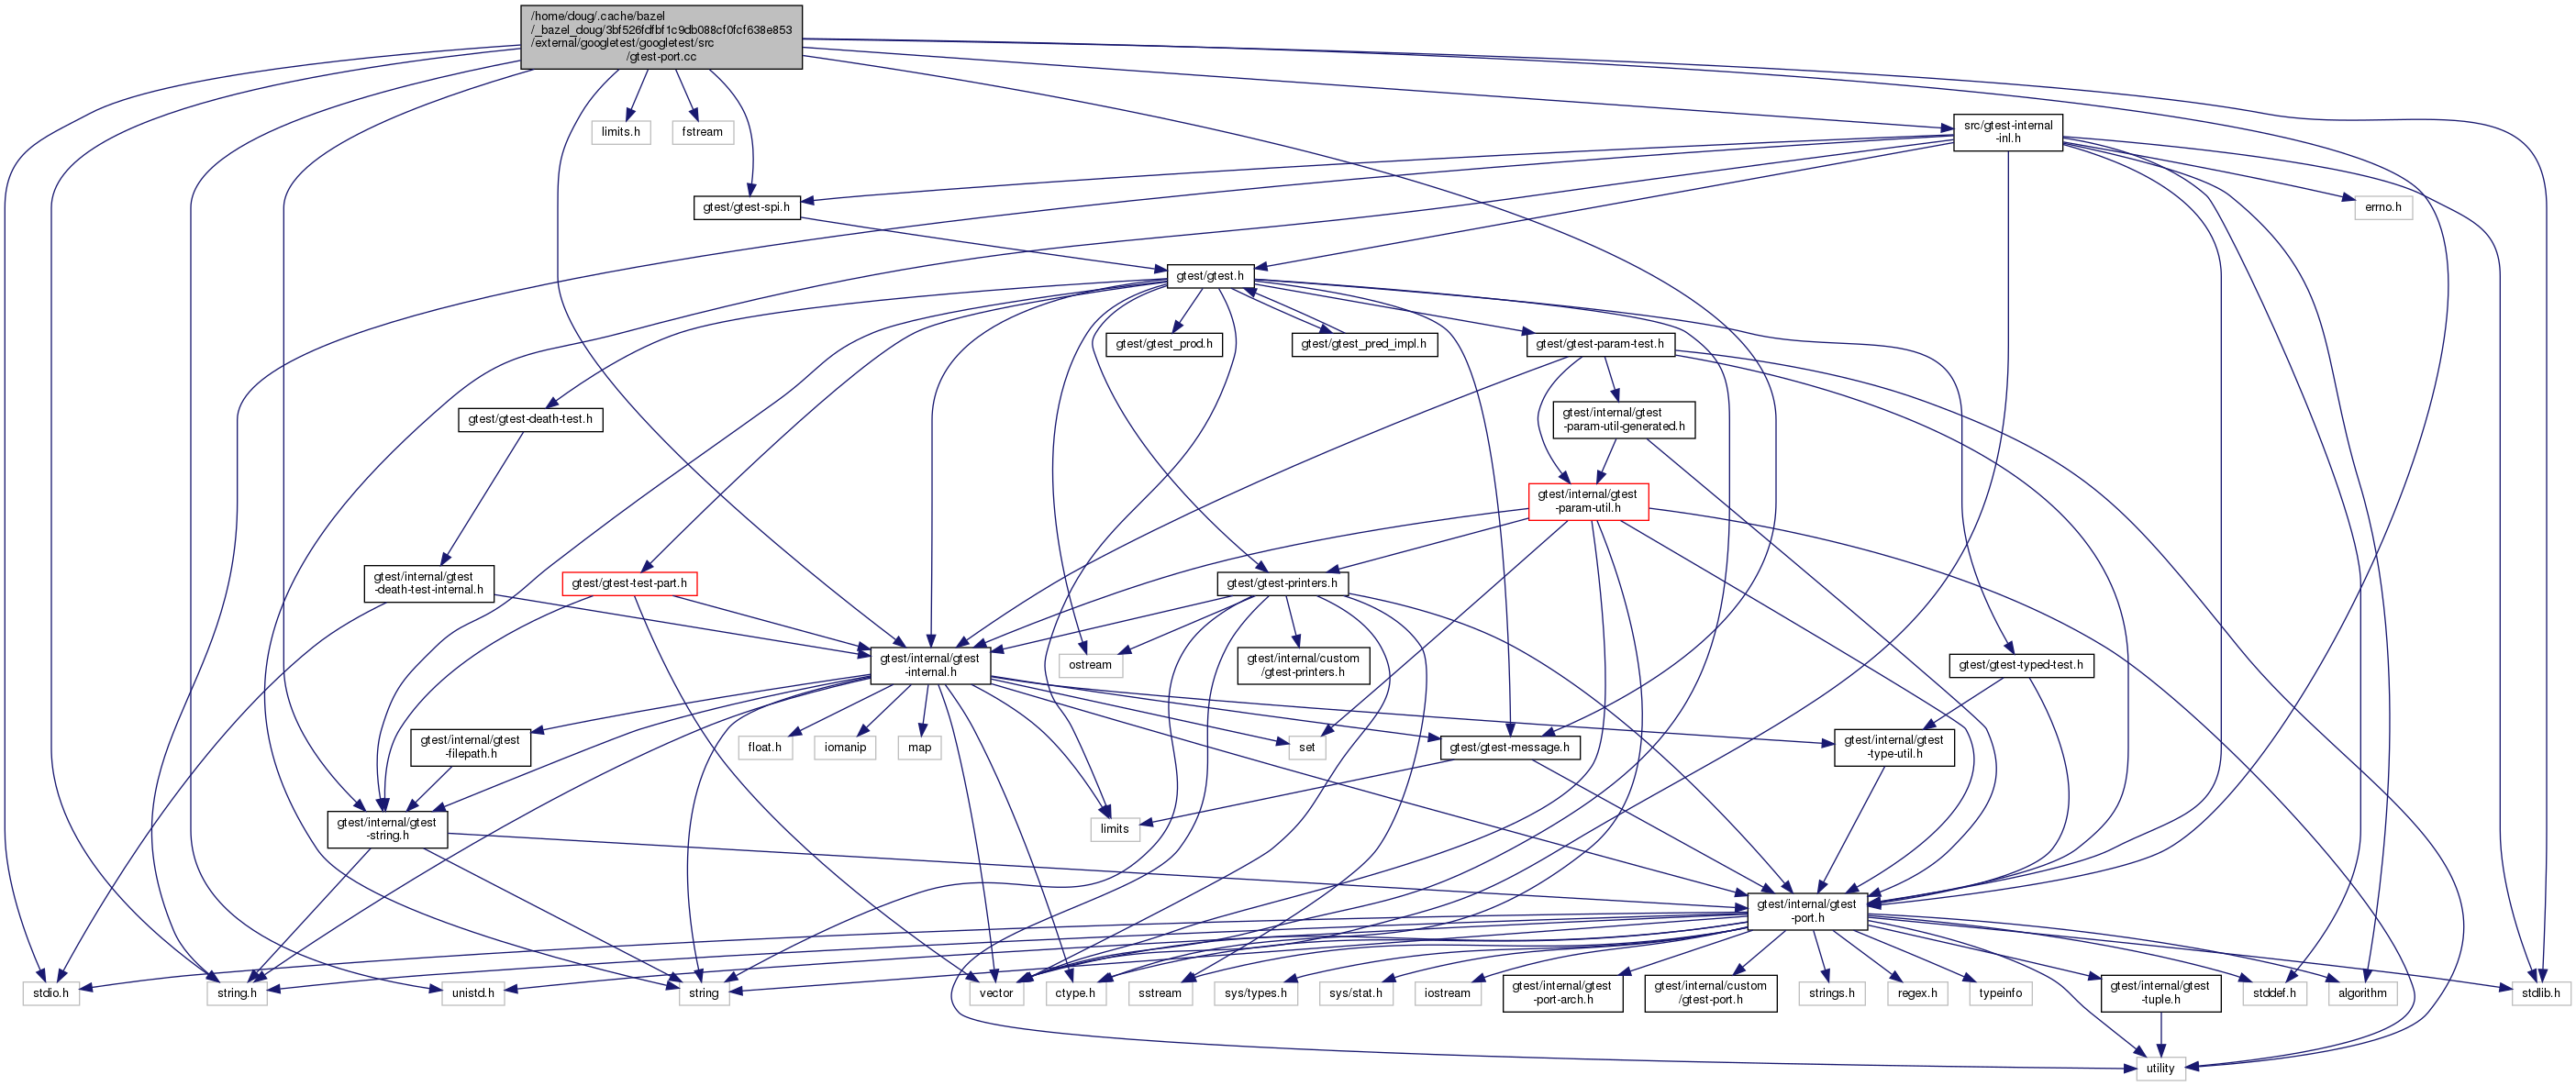 /home/doug/.cache/bazel
/_bazel_doug/3bf526fdfbf1c9db088cf0fcf638e853
/external/googletest/googletest/src
/gtest-port.cc
limits.h
fstream
src/gtest-internal
-inl.h
gtest/gtest-spi.h
errno.h
gtest/gtest.h
gtest/gtest_prod.h
gtest/gtest_pred_impl.h
gtest/gtest-param-test.h
gtest/gtest-death-test.h
gtest/internal/gtest
-param-util-generated.h
gtest/internal/gtest
-param-util.h
gtest/internal/gtest
-death-test-internal.h
gtest/gtest-test-part.h
gtest/gtest-printers.h
gtest/internal/gtest
-internal.h
ostream
gtest/internal/custom
/gtest-printers.h
gtest/gtest-typed-test.h
gtest/internal/gtest
-filepath.h
float.h
iomanip
map
set
gtest/gtest-message.h
gtest/internal/gtest
-type-util.h
gtest/internal/gtest
-string.h
limits
gtest/internal/gtest
-port.h
stdio.h
string.h
unistd.h
string
vector
ctype.h
sstream
sys/types.h
sys/stat.h
iostream
gtest/internal/gtest
-port-arch.h
gtest/internal/custom
/gtest-port.h
strings.h
regex.h
typeinfo
gtest/internal/gtest
-tuple.h
stddef.h
algorithm
stdlib.h
utility